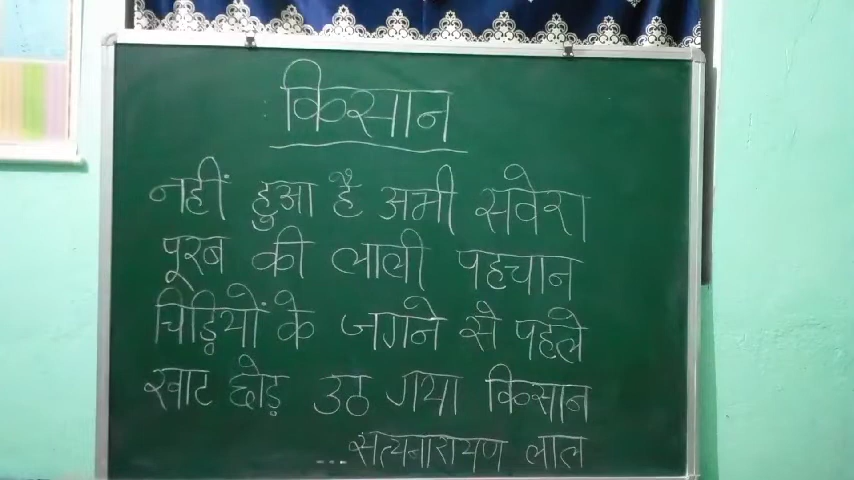 किसान
नहीं हुआ है अभी सवेरा
पूरब की लाली पहचान
चिड़ियों के जगने से पहले
खाट छोड़ उठ गया किसान
...सत्यनारायण लाल